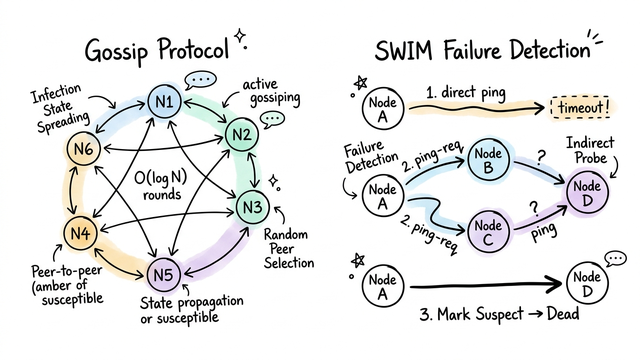 Gossip Protocol
Infection
State
Spreading
active
gossiping
N1
N2
N6
O(log N)
rounds
N3
N4
N5
Random
Peer
Selection
Peer-to-peer
(amber of
susceptible
State propagation
or susceptible
SWIM Failure Detection
Node
A
1. direct ping
timeout!
Failure
Detection
Node
A
2. ping-req
2. ping-req
Node
B
Node
C
?
?
ping
Indirect
Probe
Node
D
Node
A
Node
D
3. Mark Suspect → Dead